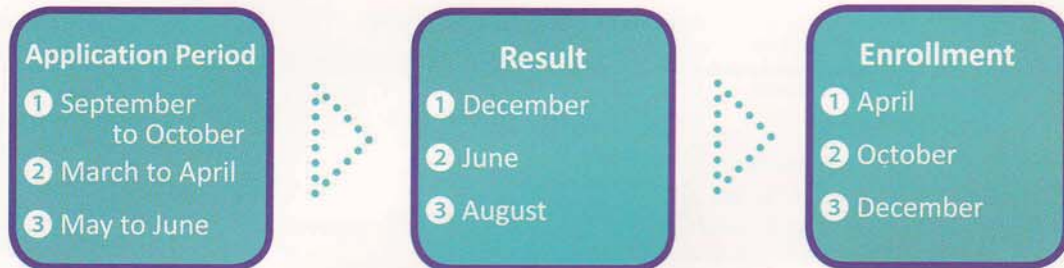 Application Period
1 September
to October
2 March to April
3 May to June
Result
1 December
2 June
3 August
Enrollment
1 April
2 October
3 December